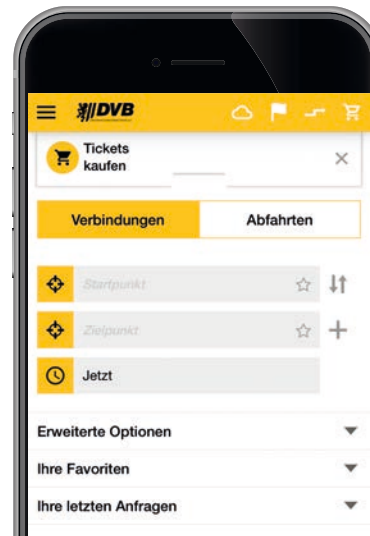 DVB
Tickets
kaufen
Verbindungen Abfahrten
Startpunkt
Zielpunkt
Jetzt
Erweiterte Optionen
Ihre Favoriten
Ihre letzten Anfragen